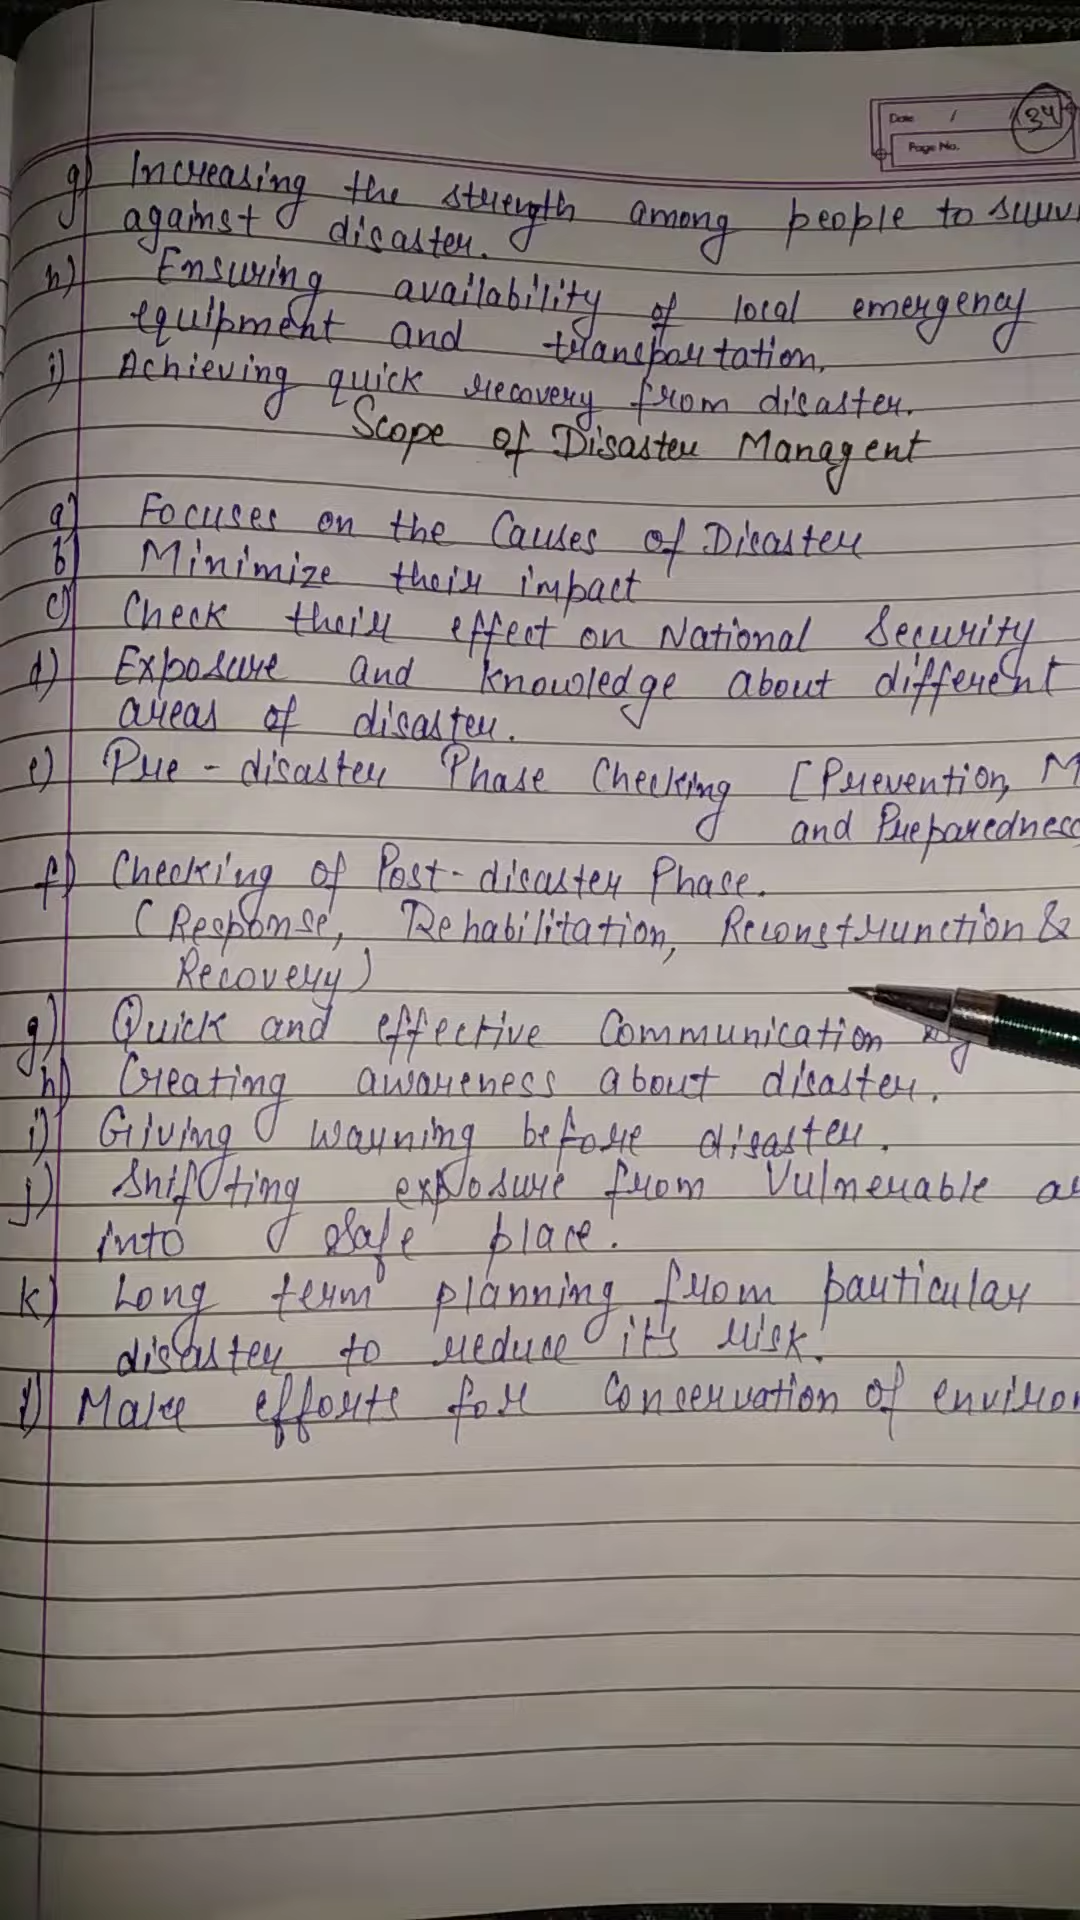 Date / /
34
Page No.
g) Increasing the strength among people to
against disaster.
h) Ensuring availability of local emergency
equipment and transportation.
i) Achieving quick recovery from disaster.
Scope of Disaster Managent
a) Focuses on the Causes of Disaster
b) Minimize their impact
c) Check their effect on National Security
d) Exposure and knowledge about different
areas of disaster.
e) Pre-disaster Phase Checking [Prevention, M
and Preparedness
f) Checking of Post-disaster Phase.
(Response, Rehabilitation, Reconstrunction &
Recovery)
g) Quick and effective Communication
h) Creating awareness about disaster.
i) Giving warning before disaster.
j) Shifting exposure from Vulnerable
into safe place.
k) Long term planning from particular
disaster to reduce its risk.
l) Make efforts for Conservation of